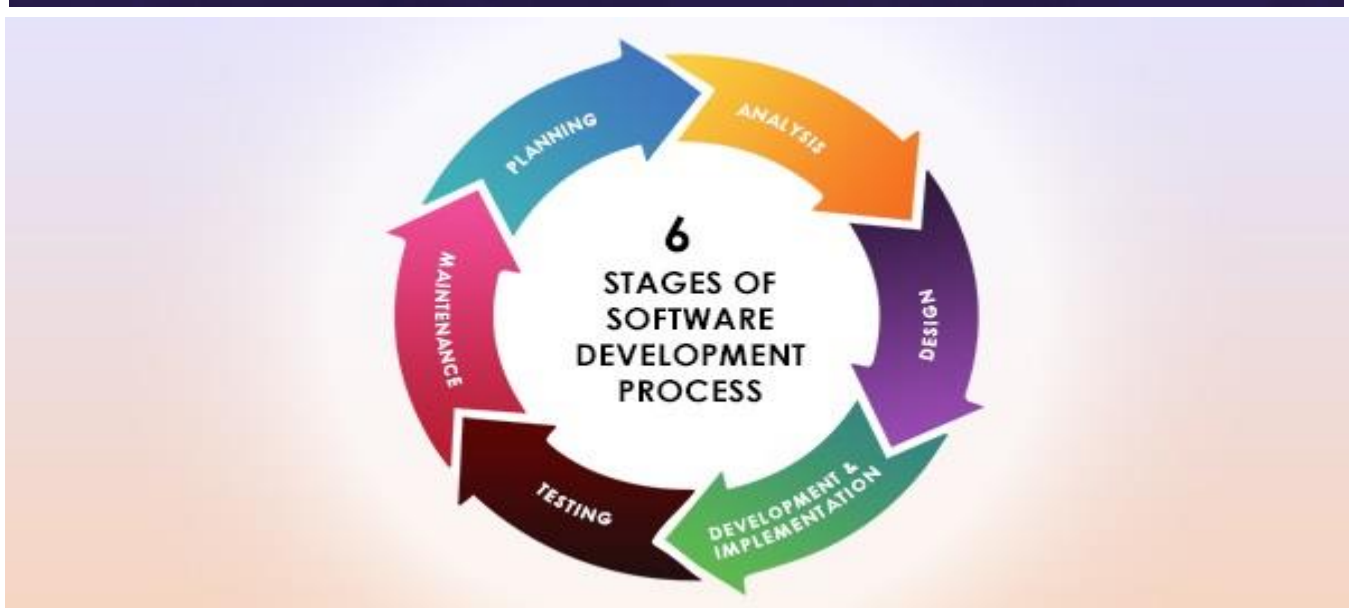 6
STAGES OF
SOFTWARE
DEVELOPMENT
PROCESS
PLANNING
ANALYSIS
DESIGN
DEVELOPMENT &
IMPLEMENTATION
TESTING
MAINTENANCE